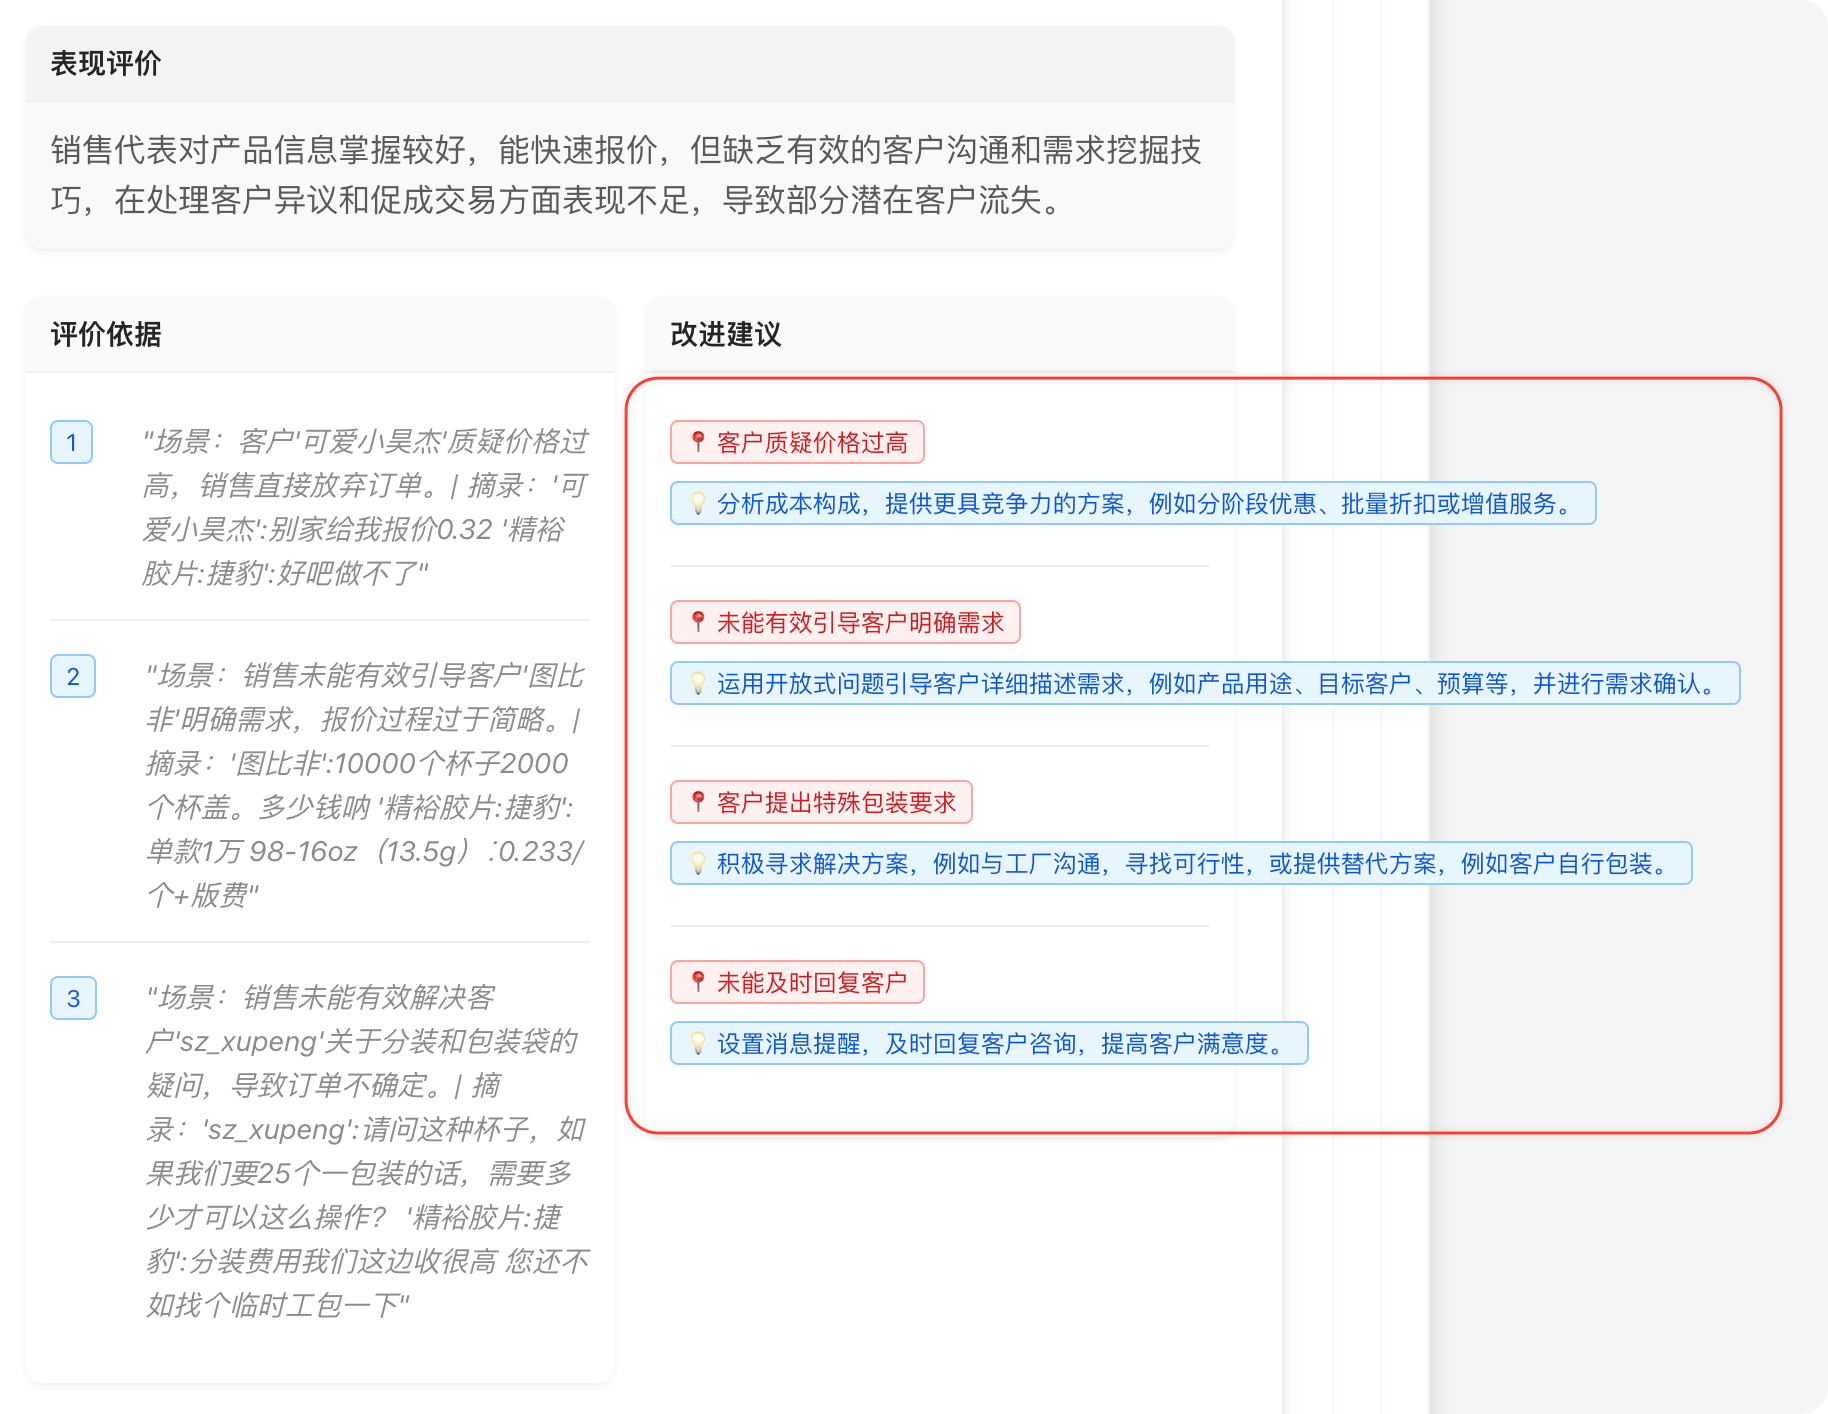 表现评价
销售代表对产品信息掌握较好，能快速报价，但缺乏有效的客户沟通和需求挖掘技
巧，在处理客户异议和促成交易方面表现不足，导致部分潜在客户流失。
评价依据
1
"场景：客户'可爱小昊杰'质疑价格过
高，销售直接放弃订单。| 摘录：'可
爱小昊杰':别家给我报价0.32 '精裕
胶片:捷豹':好吧做不了"
2
"场景：销售未能有效引导客户'图比
非'明确需求，报价过程过于简略。|
摘录：'图比非':10000个杯子2000
个杯盖。多少钱呐 '精裕胶片:捷豹':
单款1万 98-16oz（13.5g）:0.233/
个+版费"
3
"场景：销售未能有效解决客
户'sz_xupeng'关于分装和包装袋的
疑问，导致订单不确定。| 摘
录：'sz_xupeng':请问这种杯子，如
果我们要25个一包装的话，需要多
少才可以这么操作？ '精裕胶片:捷
豹':分装费用我们这边收很高 您还不
如找个临时工包一下"
改进建议
📍 客户质疑价格过高
💡 分析成本构成，提供更具竞争力的方案，例如分阶段优惠、批量折扣或增值服务。
📍 未能有效引导客户明确需求
💡 运用开放式问题引导客户详细描述需求，例如产品用途、目标客户、预算等，并进行需求确认。
📍 客户提出特殊包装要求
💡 积极寻求解决方案，例如与工厂沟通，寻找可行性，或提供替代方案，例如客户自行包装。
📍 未能及时回复客户
💡 设置消息提醒，及时回复客户咨询，提高客户满意度。